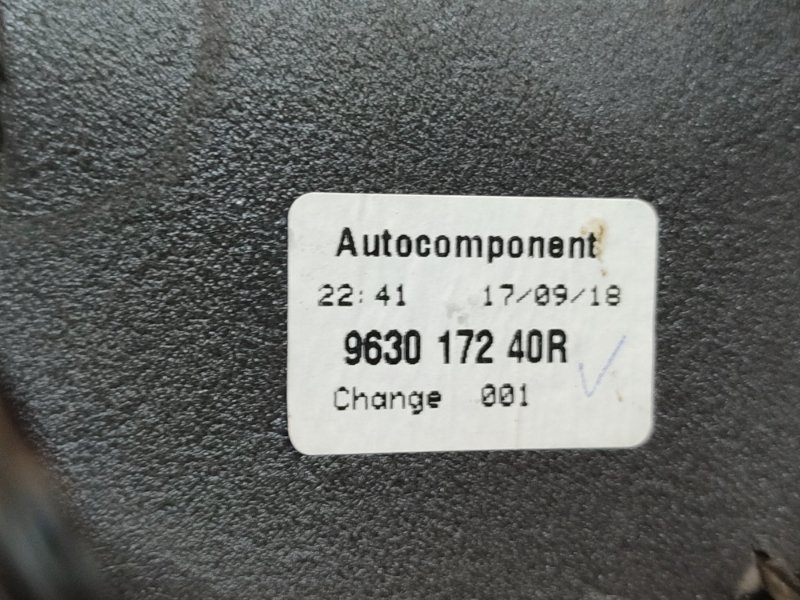 Autocomponent
22:41 17/09/18
9630 172 40R
Change 001